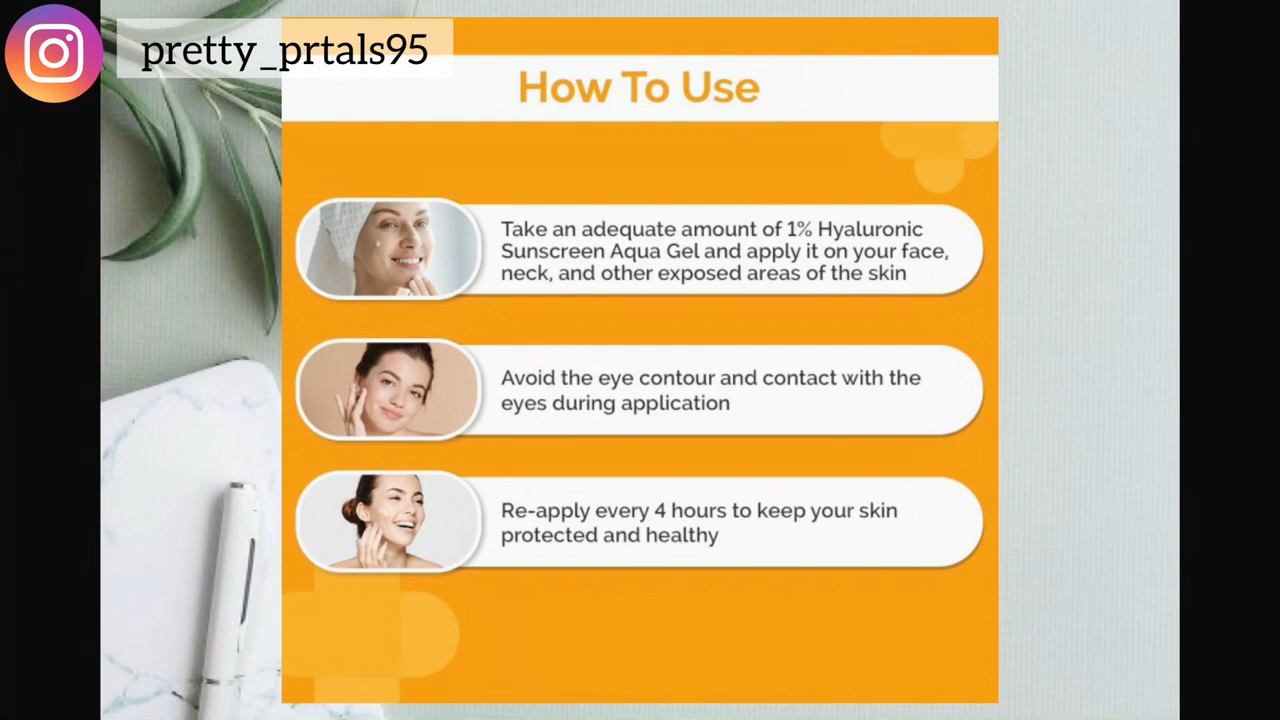 pretty_prtals95
How To Use
Take an adequate amount of 1% Hyaluronic
Sunscreen Aqua Gel and apply it on your face,
neck, and other exposed areas of the skin
Avoid the eye contour and contact with the
eyes during application
Re-apply every 4 hours to keep your skin
protected and healthy